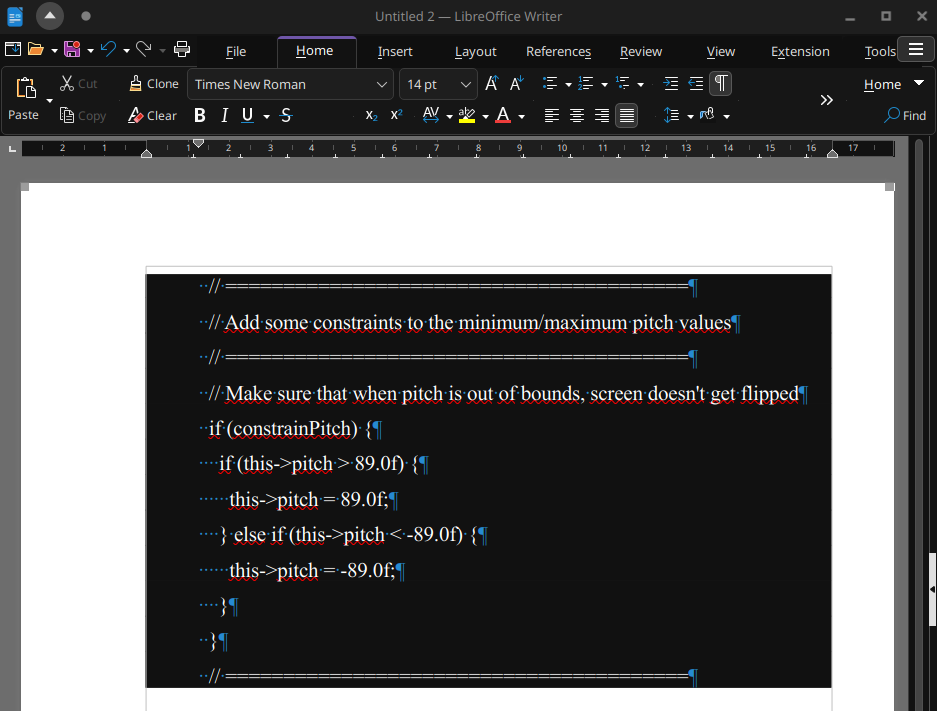 Untitled 2 — LibreOffice Writer
File Home Insert Layout References Review View Extension Tools
Cut Clone Times New Roman 14 pt Home
Paste Copy Clear B I U S x₂ x² AV ab A Find
2 1 1 2 3 4 5 6 7 8 9 10 11 12 13 14 15 16 17
// ========================================¶
// Add some constraints to the minimum/maximum pitch values¶
// ========================================¶
// Make sure that when pitch is out of bounds, screen doesn't get flipped¶
if (constrainPitch) {¶
if (this->pitch > 89.0f) {¶
this->pitch = 89.0f;¶
} else if (this->pitch < -89.0f) {¶
this->pitch = -89.0f;¶
}¶
}¶
// ========================================¶